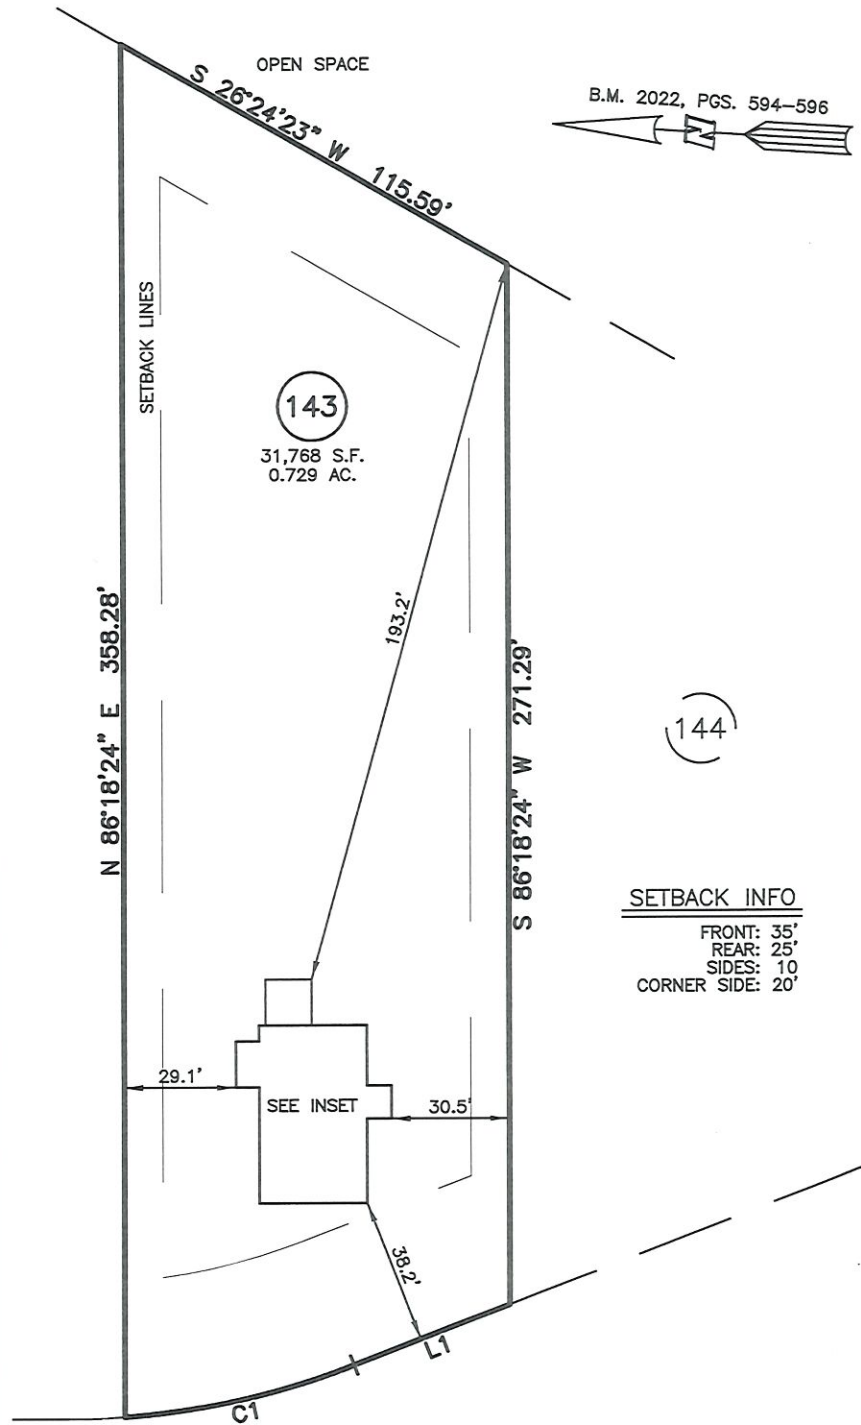 OPEN SPACE
B.M. 2022, PGS. 594-596
N
S 26°24'23" W 115.59'
SETBACK LINES
143
31,768 S.F.
0.729 AC.
193.2'
N 86°18'24" E 358.28'
S 86°18'24" W 271.29'
144
SETBACK INFO
FRONT: 35'
REAR: 25'
SIDES: 10
CORNER SIDE: 20'
29.1'
SEE INSET
30.5'
38.2'
L1
C1